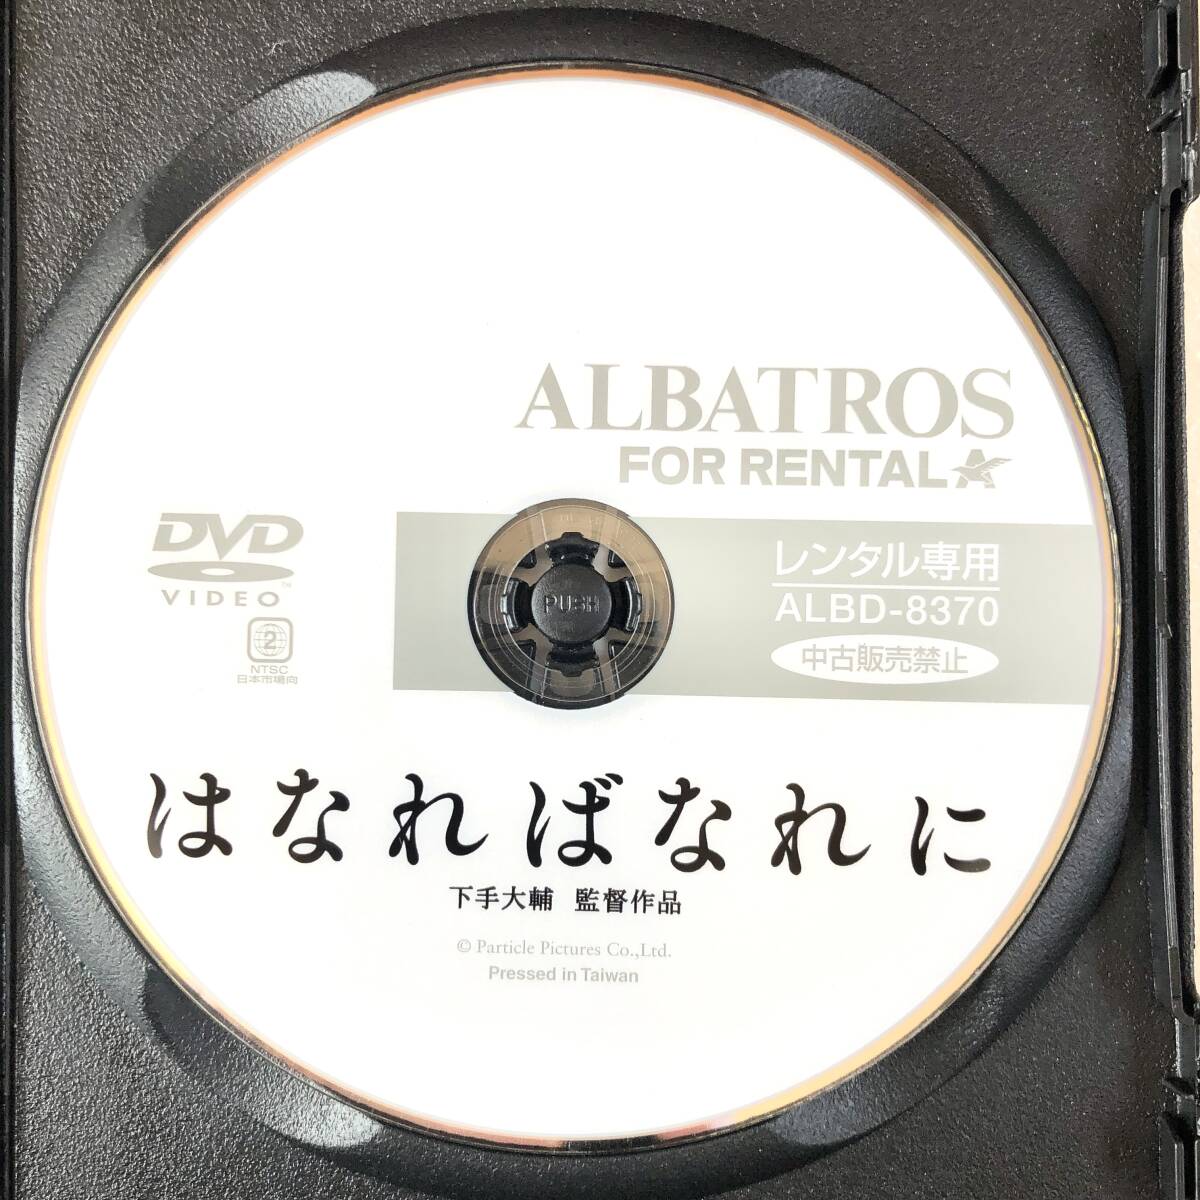 ALBATROS
FOR RENTAL
レンタル専用
ALBD-8370
中古販売禁止
DVD
VIDEO
TM
2
NTSC
日本市場向
PUSH
はなればなれに
下手大輔 監督作品
© Particle Pictures Co.,Ltd.
Pressed in Taiwan